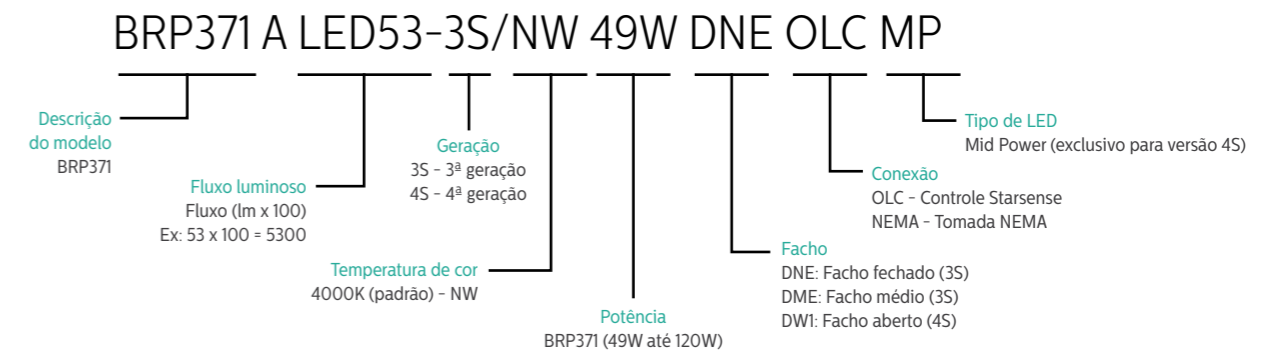 BRP371 A LED53-3S/NW 49W DNE OLC MP
Descrição
do modelo
BRP371
Fluxo luminoso
Fluxo (lm x 100)
Ex: 53 x 100 = 5300
Geração
3S - 3ª geração
4S - 4ª geração
Temperatura de cor
4000K (padrão) - NW
Potência
BRP371 (49W até 120W)
Facho
DNE: Facho fechado (3S)
DME: Facho médio (3S)
DW1: Facho aberto (4S)
Conexão
OLC - Controle Starsense
NEMA - Tomada NEMA
Tipo de LED
Mid Power (exclusivo para versão 4S)